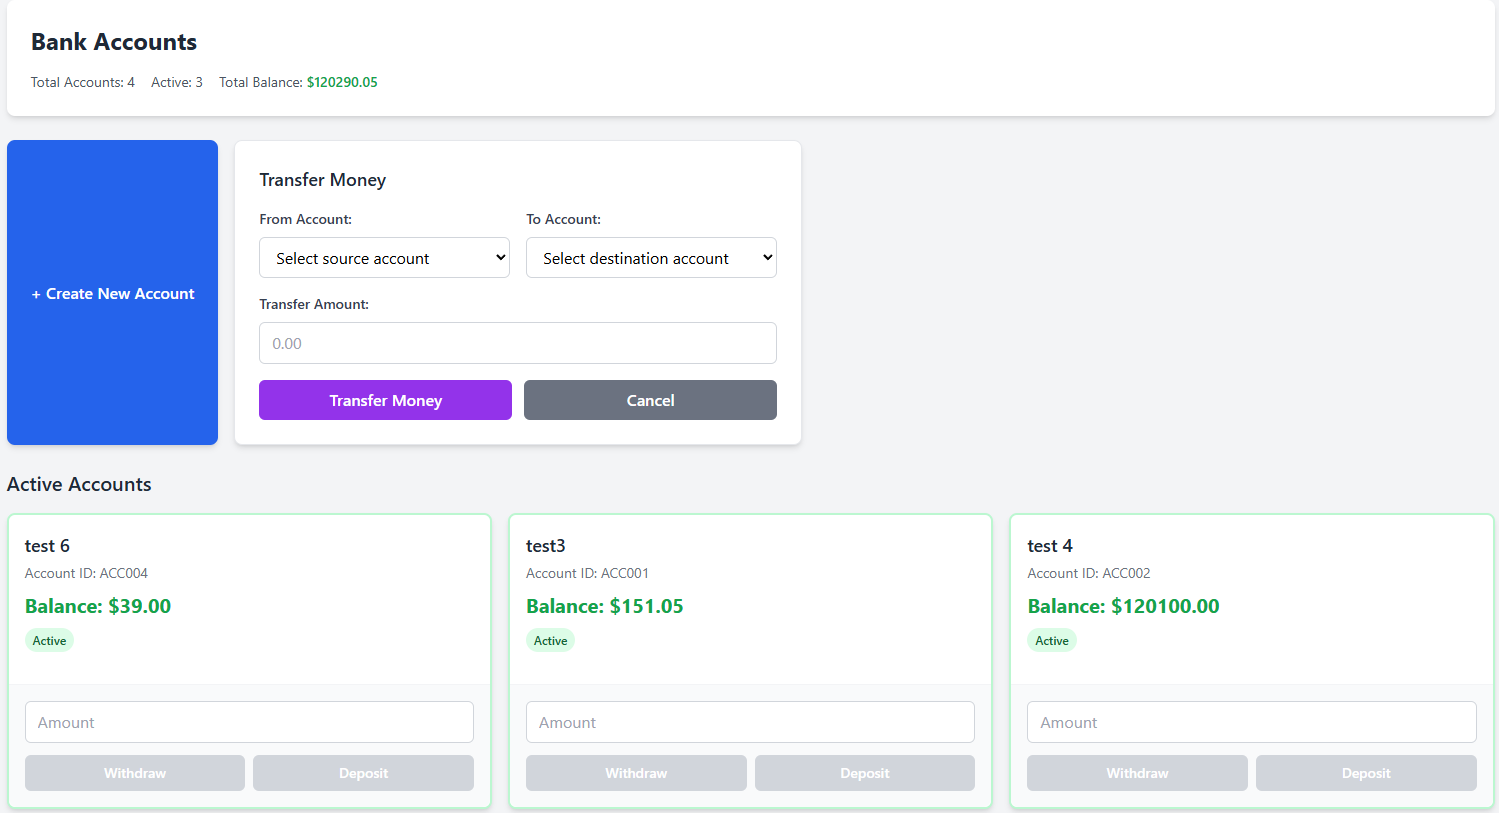 Bank Accounts
Total Accounts: 4 Active: 3 Total Balance: $120290.05
+ Create New Account
Transfer Money
From Account:
To Account:
Select source account
Select destination account
Transfer Amount:
0.00
Transfer Money
Cancel
Active Accounts
test 6
Account ID: ACC004
Balance: $39.00
Active
Amount
Withdraw
Deposit
test3
Account ID: ACC001
Balance: $151.05
Active
Amount
Withdraw
Deposit
test 4
Account ID: ACC002
Balance: $120100.00
Active
Amount
Withdraw
Deposit